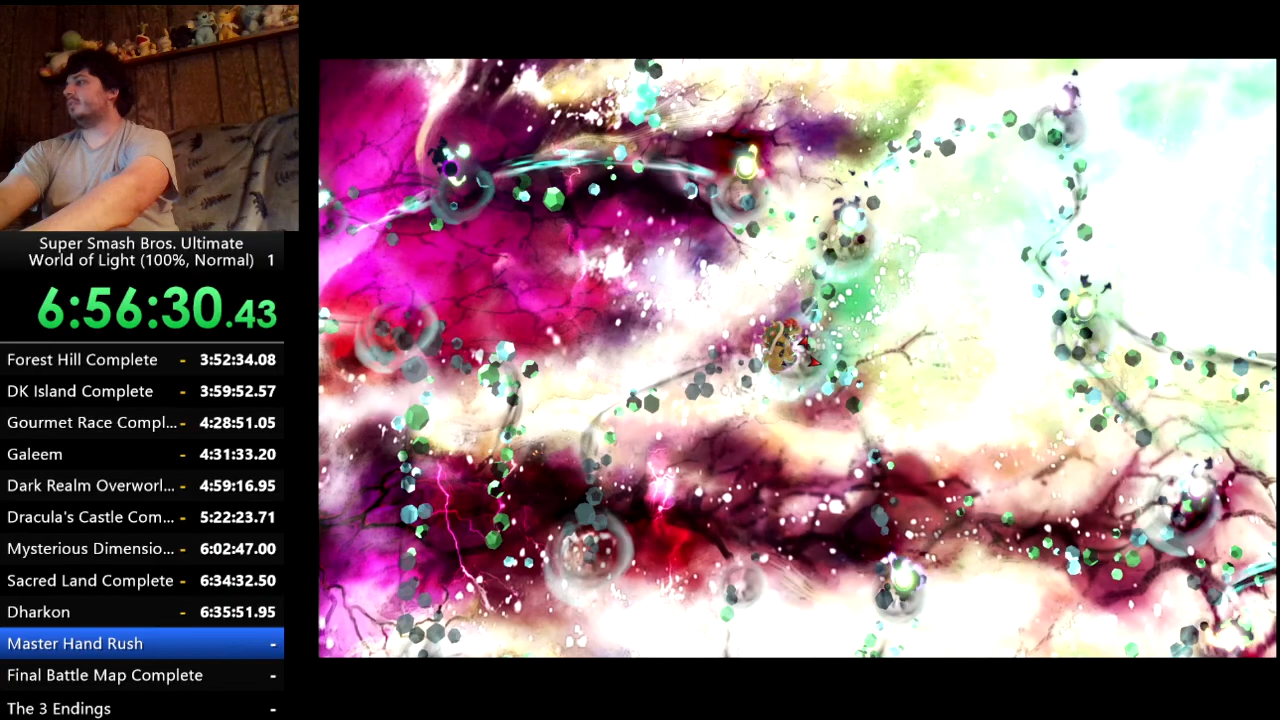 Super Smash Bros. Ultimate
World of Light (100%, Normal) 1
6:56:30.43
Forest Hill Complete - 3:52:34.08
DK Island Complete - 3:59:52.57
Gourmet Race Compl... - 4:28:51.05
Galeem - 4:31:33.20
Dark Realm Overworl... - 4:59:16.95
Dracula's Castle Com... - 5:22:23.71
Mysterious Dimensio... - 6:02:47.00
Sacred Land Complete - 6:34:32.50
Dharkon - 6:35:51.95
Master Hand Rush -
Final Battle Map Complete -
The 3 Endings -